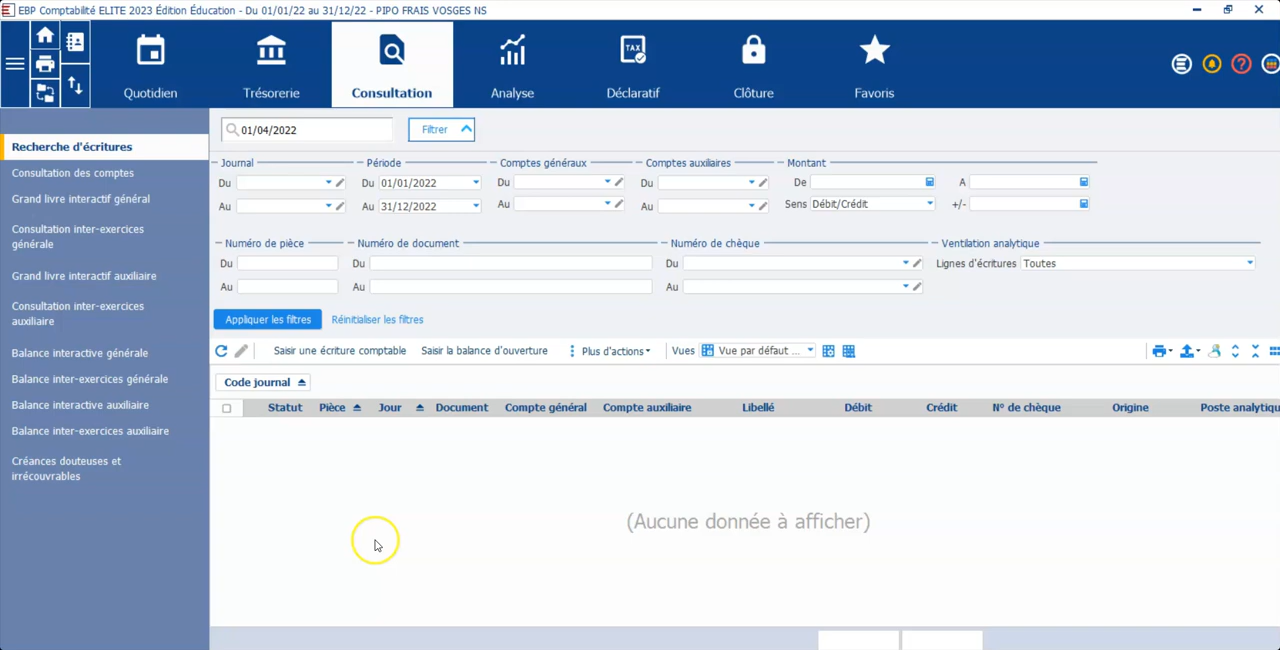 EBP Comptabilité ELITE 2023 Édition Éducation - Du 01/01/22 au 31/12/22 - PIPO FRAIS VOSGES NS
Quotidien Trésorerie Consultation Analyse Déclaratif Clôture Favoris
TAX
Recherche d'écritures
Consultation des comptes
Grand livre interactif général
Consultation inter-exercices
générale
Grand livre interactif auxiliaire
Consultation inter-exercices
auxiliaire
Balance interactive générale
Balance inter-exercices générale
Balance interactive auxiliaire
Balance inter-exercices auxiliaire
Créances douteuses et
irrécouvrables
01/04/2022 Filtrer
Journal Période Comptes généraux Comptes auxiliaires Montant
Du Du 01/01/2022 Du Du De A
Au Au 31/12/2022 Au Au Sens Débit/Crédit +/-
Numéro de pièce Numéro de document Numéro de chèque Ventilation analytique
Du Du Du Lignes d'écritures Toutes
Au Au Au
Appliquer les filtres Réinitialiser les filtres
Saisir une écriture comptable Saisir la balance d'ouverture Plus d'actions Vues Vue par défaut ...
Code journal
Statut Pièce Jour Document Compte général Compte auxiliaire Libellé Débit Crédit N° de chèque Origine Poste analytiqu
(Aucune donnée à afficher)